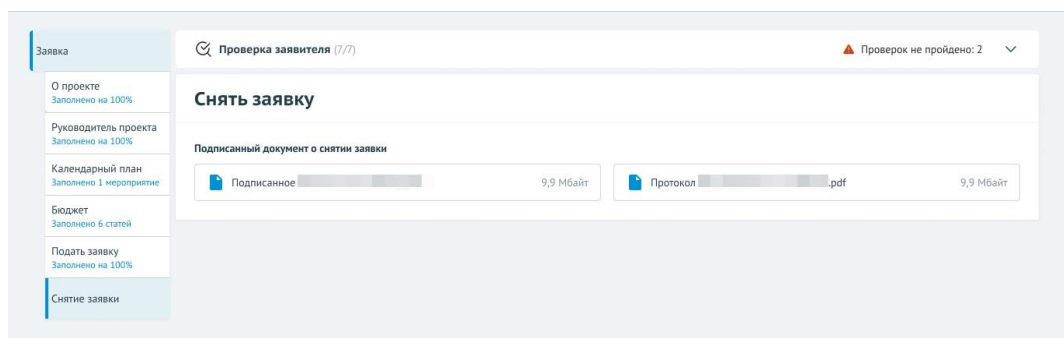 Заявка
Проверка заявителя (7/7)
Проверок не пройдено: 2
О проекте
Заполнено на 100%
Руководитель проекта
Заполнено на 100%
Календарный план
Заполнено 1 мероприятие
Бюджет
Заполнено 6 статей
Подать заявку
Заполнено на 100%
Снятие заявки
Снять заявку
Подписанный документ о снятии заявки
Подписанное
9,9 Мбайт
Протокол .pdf
9,9 Мбайт